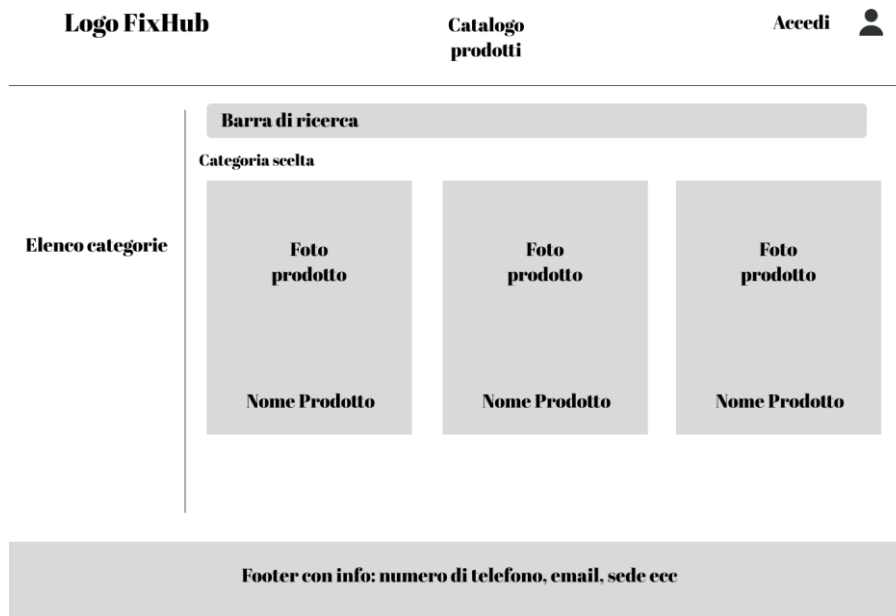 Logo FixHub
Catalogo
prodotti
Accedi
Barra di ricerca
Categoria scelta
Elenco categorie
Foto
prodotto
Foto
prodotto
Foto
prodotto
Nome Prodotto
Nome Prodotto
Nome Prodotto
Footer con info: numero di telefono, email, sede ecc